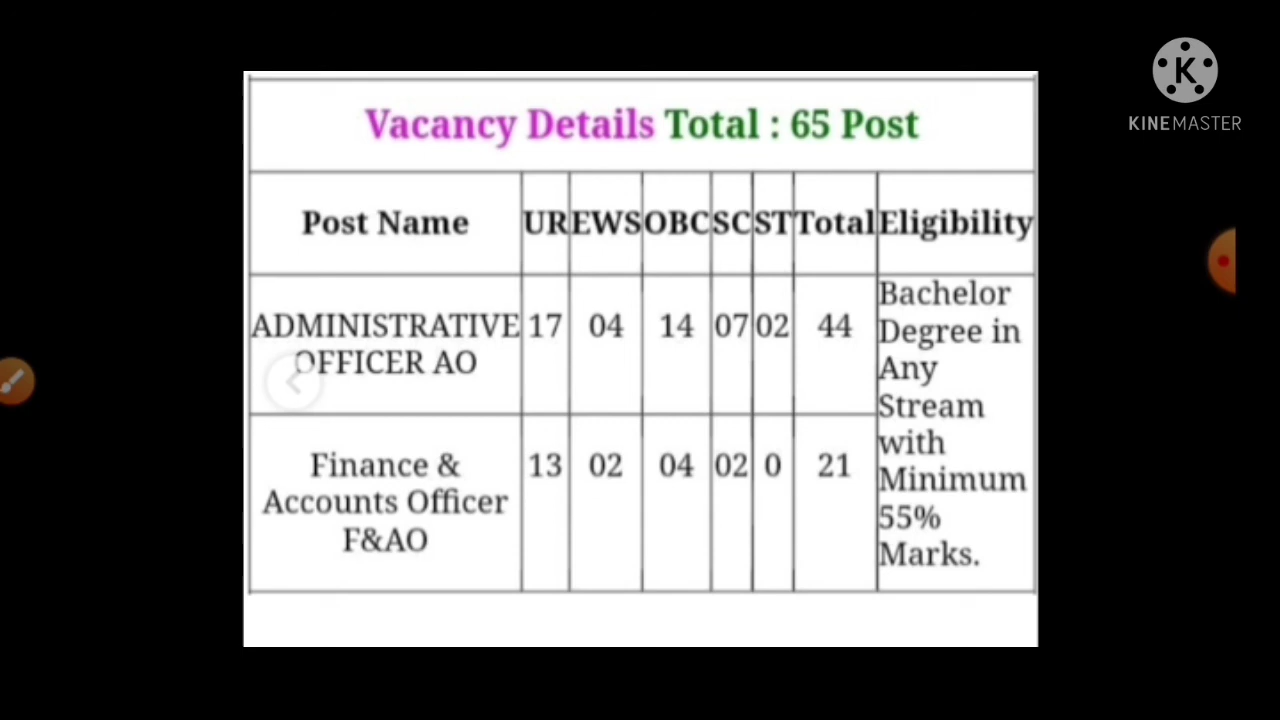 K
KINEMASTER
Vacancy Details Total : 65 Post
Post Name UR EWS OBC SC ST Total Eligibility
ADMINISTRATIVE
OFFICER AO
17 04 14 07 02 44
Finance &
Accounts Officer
F&AO
13 02 04 02 0 21
Bachelor
Degree in
Any
Stream
with
Minimum
55%
Marks.